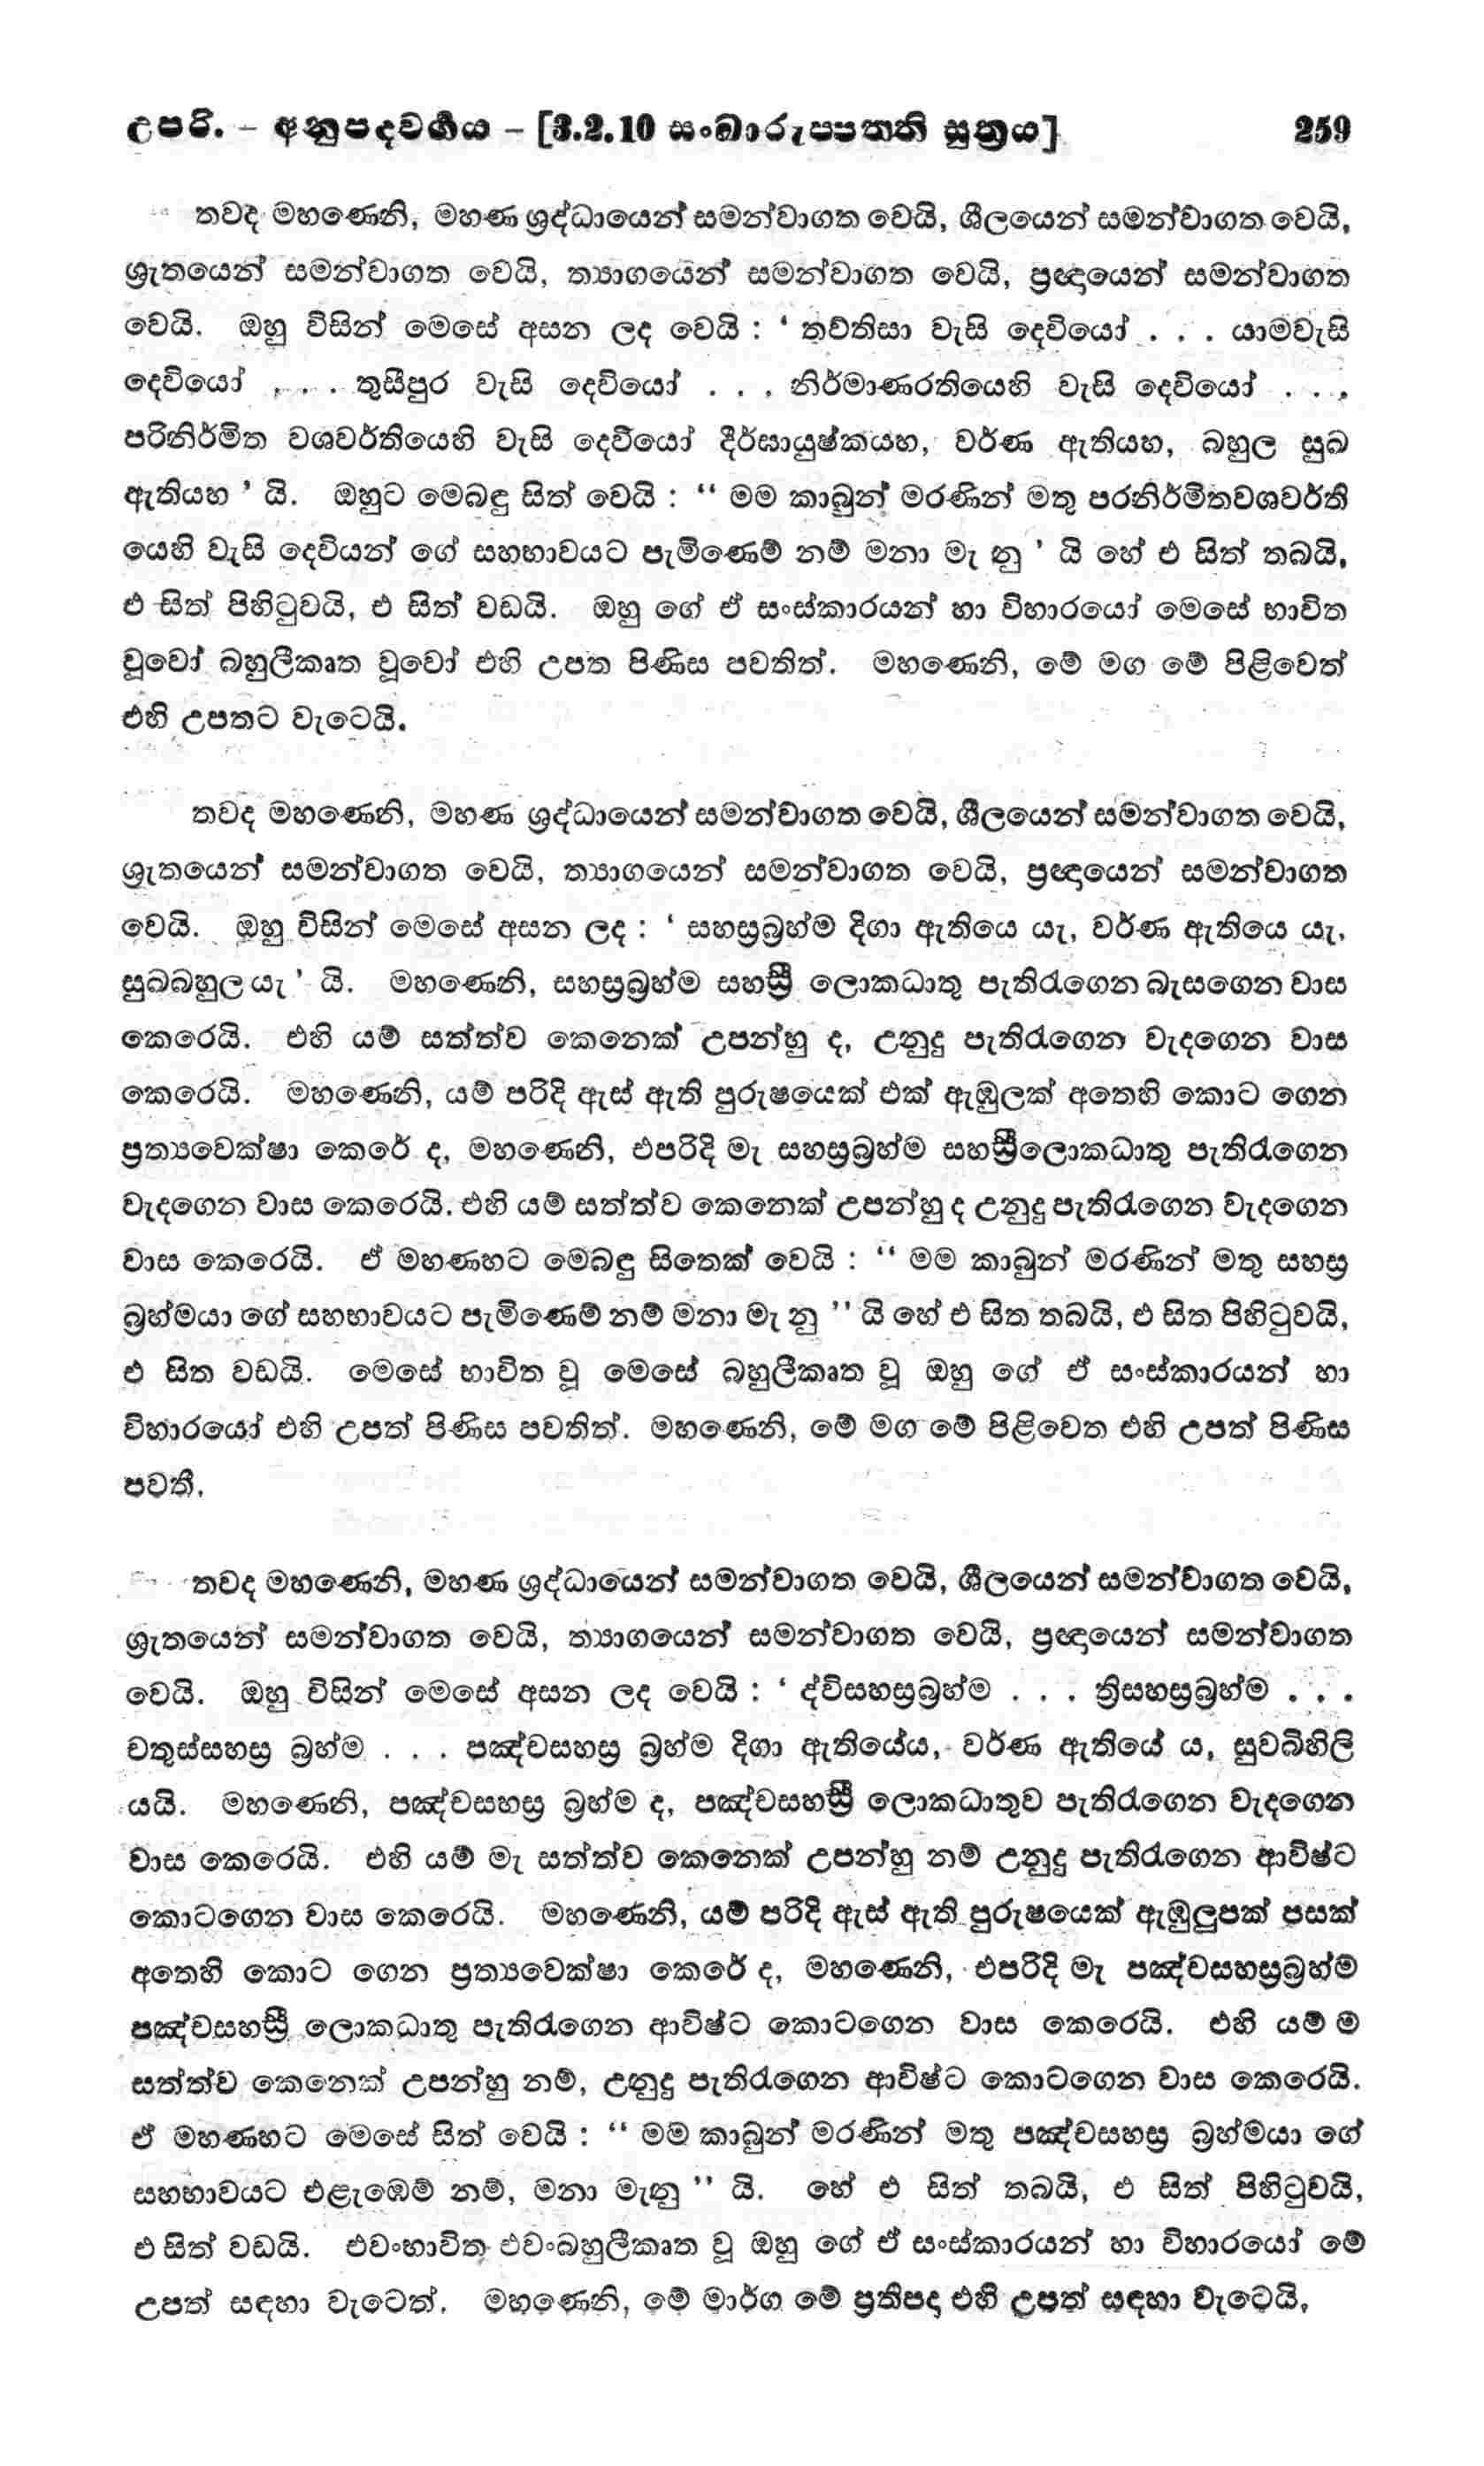 උපරි. – අනුපදවර්‍ගය – [3.2.10 සංඛාරුප්පත්ති සූත්‍රය] 259
තවද මහණෙනි, මහණ ශ්‍රද්ධායෙන් සමන්වාගත වෙයි, ශීලයෙන් සමන්වාගත වෙයි,
ශ්‍රැතයෙන් සමන්වාගත වෙයි, ත්‍යාගයෙන් සමන්වාගත වෙයි, ප්‍රඥායෙන් සමන්වාගත
වෙයි. ඔහු විසින් මෙසේ අසන ලද වෙයි : ‘ තව්තිසා වැසි දෙවියෝ . . . යාමවැසි
දෙවියෝ . . . තුසීපුර වැසි දෙවියෝ . . . නිර්මාණරතියෙහි වැසි දෙවියෝ . . .
පරිනිර්මිත වශවර්තියෙහි වැසි දෙවියෝ දීර්ඝායුෂ්කයහ, වර්ණ ඇතියහ, බහුල සුඛ
ඇතියහ ’ යි. ඔහුට මෙබඳු සිත් වෙයි : “ මම කාබුන් මරණින් මතු පරනිර්මිතවශවර්ති
යෙහි වැසි දෙවියන් ගේ සහභාවයට පැමිණෙම් නම් මනා මැ නු ’ යි හේ එ සිත් තබයි,
එ සිත් පිහිටුවයි, එ සිත් වඩයි. ඔහු ගේ ඒ සංස්කාරයන් හා විහාරයෝ මෙසේ භාවිත
වූවෝ බහුලීකෘත වූවෝ එහි උපත පිණිස පවතිත්. මහණෙනි, මේ මග මේ පිළිවෙත්
එහි උපතට වැටෙයි.
තවද මහණෙනි, මහණ ශ්‍රද්ධායෙන් සමන්වාගත වෙයි, ශීලයෙන් සමන්වාගත වෙයි,
ශ්‍රැතයෙන් සමන්වාගත වෙයි, ත්‍යාගයෙන් සමන්වාගත වෙයි, ප්‍රඥායෙන් සමන්වාගත
වෙයි. ඔහු විසින් මෙසේ අසන ලද : ‘ සහස්‍රබ්‍රහ්ම දිගා ඇතියෙ යැ, වර්ණ ඇතියෙ යැ,
සුඛබහුල යැ ’ යි. මහණෙනි, සහස්‍රබ්‍රහ්ම සහස්‍රී ලොකධාතු පැතිරැගෙන බැසගෙන වාස
කෙරෙයි. එහි යම් සත්ත්ව කෙනෙක් උපන්හු ද, උනුදු පැතිරැගෙන වැදගෙන වාස
කෙරෙයි. මහණෙනි, යම් පරිදි ඇස් ඇති පුරුෂයෙක් එක් ඇඹුලක් අතෙහි කොට ගෙන
ප්‍රත්‍යවෙක්ෂා කෙරේ ද, මහණෙනි, එපරිදි මැ සහස්‍රබ්‍රහ්ම සහස්‍රීලොකධාතු පැතිරැගෙන
වැදගෙන වාස කෙරෙයි. එහි යම් සත්ත්ව කෙනෙක් උපන්හු ද උනුදු පැතිරැගෙන වැදගෙන
වාස කෙරෙයි. ඒ මහණහට මෙබඳු සිතෙක් වෙයි : “ මම කාබුන් මරණින් මතු සහස්‍ර
බ්‍රහ්මයා ගේ සහභාවයට පැමිණෙම් නම් මනා මැ නු ” යි හේ එ සිත තබයි, එ සිත පිහිටුවයි,
එ සිත වඩයි. මෙසේ භාවිත වූ මෙසේ බහුලීකෘත වූ ඔහු ගේ ඒ සංස්කාරයන් හා
විහාරයෝ එහි උපත් පිණිස පවතිත්. මහණෙනි, මේ මග මේ පිළිවෙත එහි උපත් පිණිස
පවතී.
තවද මහණෙනි, මහණ ශ්‍රද්ධායෙන් සමන්වාගත වෙයි, ශීලයෙන් සමන්වාගත වෙයි,
ශ්‍රැතයෙන් සමන්වාගත වෙයි, ත්‍යාගයෙන් සමන්වාගත වෙයි, ප්‍රඥායෙන් සමන්වාගත
වෙයි. ඔහු විසින් මෙසේ අසන ලද වෙයි : ‘ ද්විසහස්‍රබ්‍රහ්ම . . . ත්‍රිසහස්‍රබ්‍රහ්ම . . .
චතුස්සහස්‍ර බ්‍රහ්ම . . . පඤ්චසහස්‍ර බ්‍රහ්ම දිගා ඇතියේය, වර්ණ ඇතියේ ය, සුවබිහිලි
යයි. මහණෙනි, පඤ්චසහස්‍ර බ්‍රහ්ම ද, පඤ්චසහස්‍රී ලොකධාතුව පැතිරැගෙන වැදගෙන
වාස කෙරෙයි. එහි යම් මැ සත්ත්ව කෙනෙක් උපන්හු නම් උනුදු පැතිරැගෙන ආවිෂ්ට
කොටගෙන වාස කෙරෙයි. මහණෙනි, යම් පරිදි ඇස් ඇති පුරුෂයෙක් ඇඹුලුපක් පසක්
අතෙහි කොට ගෙන ප්‍රත්‍යවෙක්ෂා කෙරේ ද, මහණෙනි, එපරිදි මැ පඤ්චසහස්‍රබ්‍රහ්ම
පඤ්චසහස්‍රී ලොකධාතු පැතිරැගෙන ආවිෂ්ට කොටගෙන වාස කෙරෙයි. එහි යම් ම
සත්ත්ව කෙනෙක් උපන්හු නම්, උනුදු පැතිරැගෙන ආවිෂ්ට කොටගෙන වාස කෙරෙයි.
ඒ මහණහට මෙසේ සිත් වෙයි : “ මම කාබුන් මරණින් මතු පඤ්චසහස්‍ර බ්‍රහ්මයා ගේ
සහභාවයට එළැඹෙම් නම්, මනා මැනු ” යි. හේ එ සිත් තබයි, එ සිත් පිහිටුවයි,
එ සිත් වඩයි. එවංභාවිත එවංබහුලීකෘත වූ ඔහු ගේ ඒ සංස්කාරයන් හා විහාරයෝ මේ
උපත් සඳහා වැටෙත්. මහණෙනි, මේ මාර්ග මේ ප්‍රතිපදා එහි උපත් සඳහා වැටෙයි,